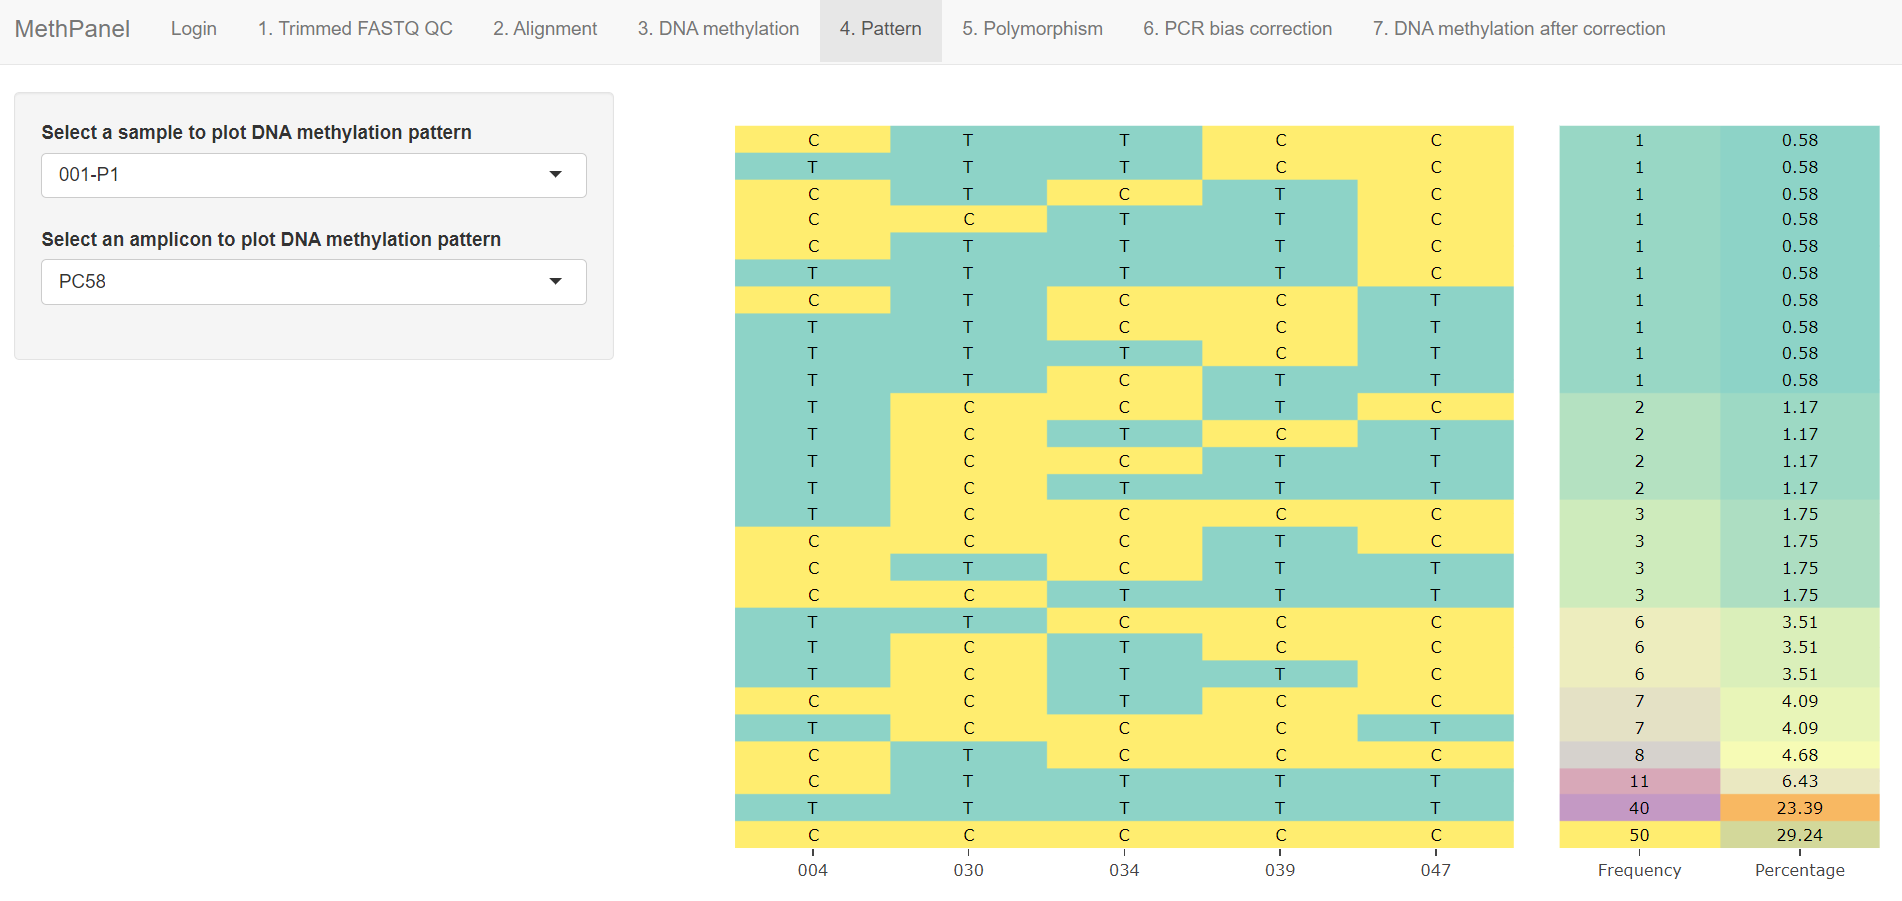 MethPanel Login 1. Trimmed FASTQ QC 2. Alignment 3. DNA methylation 4. Pattern 5. Polymorphism 6. PCR bias correction 7. DNA methylation after correction
Select a sample to plot DNA methylation pattern
001-P1
Select an amplicon to plot DNA methylation pattern
PC58
C T T C C 1 0.58
T T T C C 1 0.58
C T C T C 1 0.58
C C T T C 1 0.58
C T T T C 1 0.58
T T T T C 1 0.58
C T C C T 1 0.58
T T C C T 1 0.58
T T T C T 1 0.58
T T C T T 1 0.58
T C C T C 2 1.17
T C T C T 2 1.17
T C C T T 2 1.17
T C T T T 2 1.17
T C C C C 3 1.75
C C C T C 3 1.75
C T C T T 3 1.75
C C T T T 3 1.75
T T C C C 6 3.51
T C T C C 6 3.51
T C T T C 6 3.51
C C T C C 7 4.09
T C C C T 7 4.09
C T C C C 8 4.68
C T T T T 11 6.43
T T T T T 40 23.39
C C C C C 50 29.24
004 030 034 039 047 Frequency Percentage